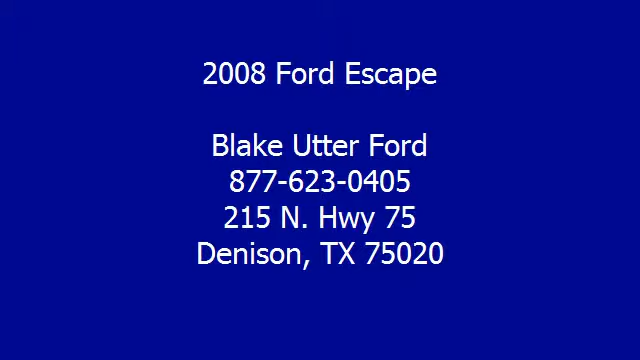 2008 Ford Escape
Blake Utter Ford
877-623-0405
215 N. Hwy 75
Denison, TX 75020